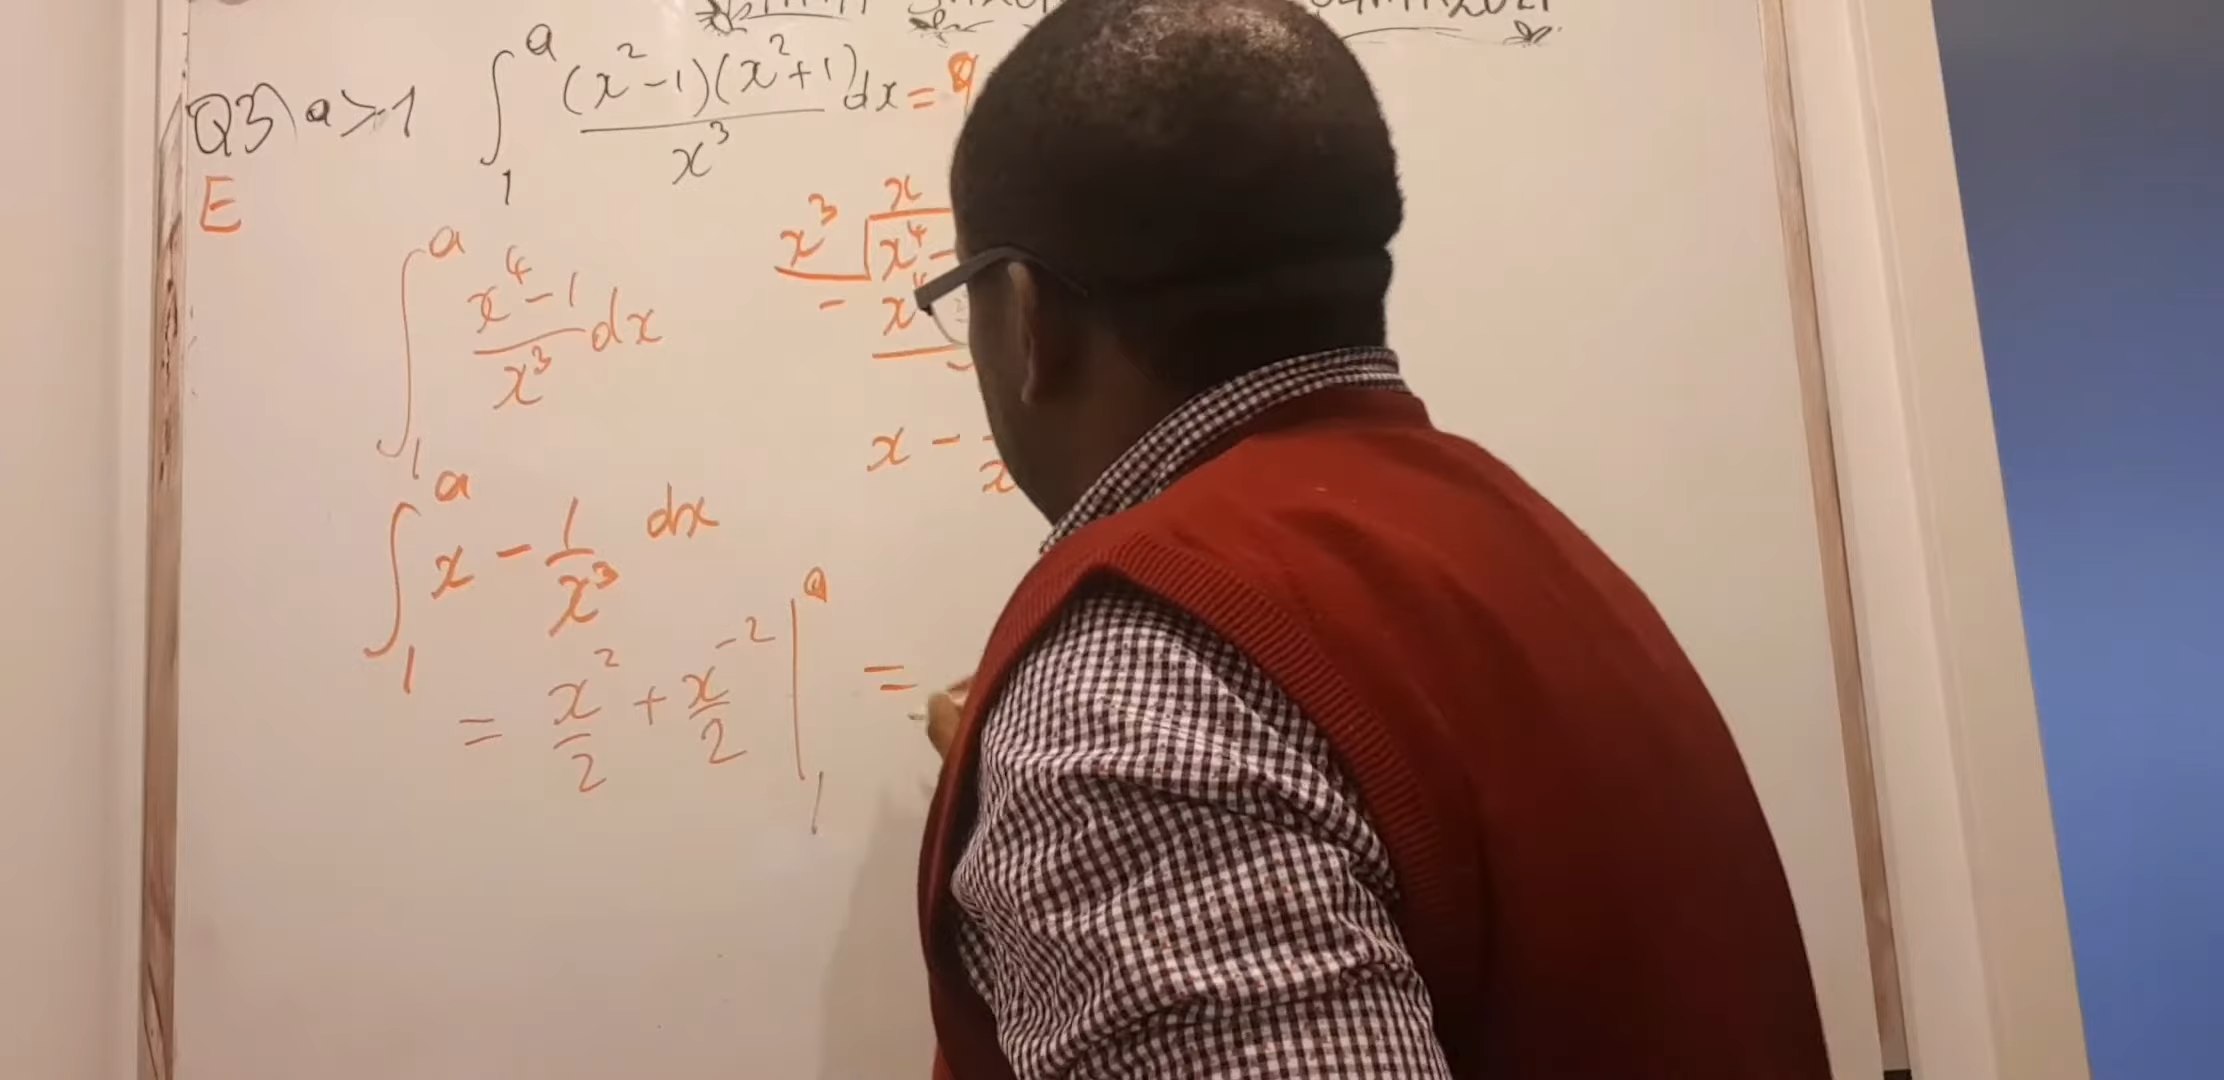 Q3) a>1 ∫₁ᵃ (x²-1)(x²+1)/x³ dx =
E
∫₁ᵃ (x⁴-1)/x³ dx
x
x³ x⁴ -
- x⁴
x -
∫₁ᵃ x - 1/x³ dx
= x²/2 + x⁻²/2 |₁ᵃ =